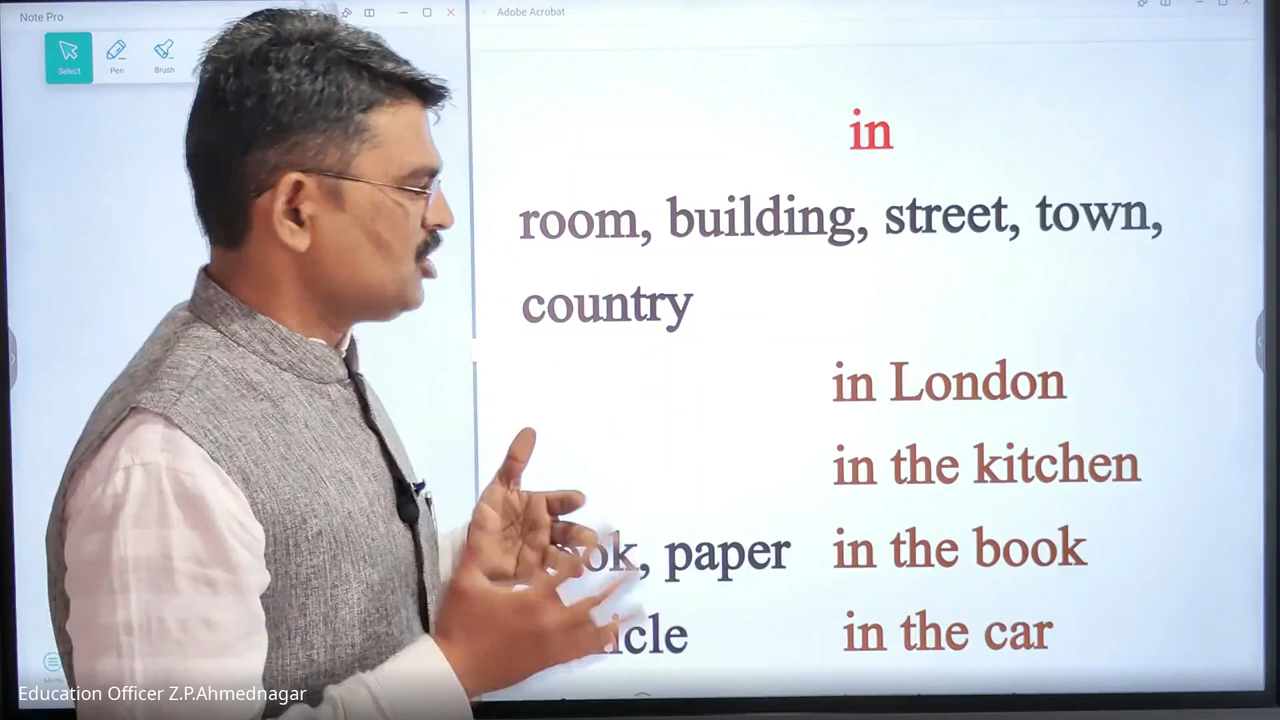 Note Pro
Adobe Acrobat
Select Pen Brush
in
room, building, street, town,
country
in London
in the kitchen
paper in the book
in the car
Education Officer Z.P.Ahmednagar